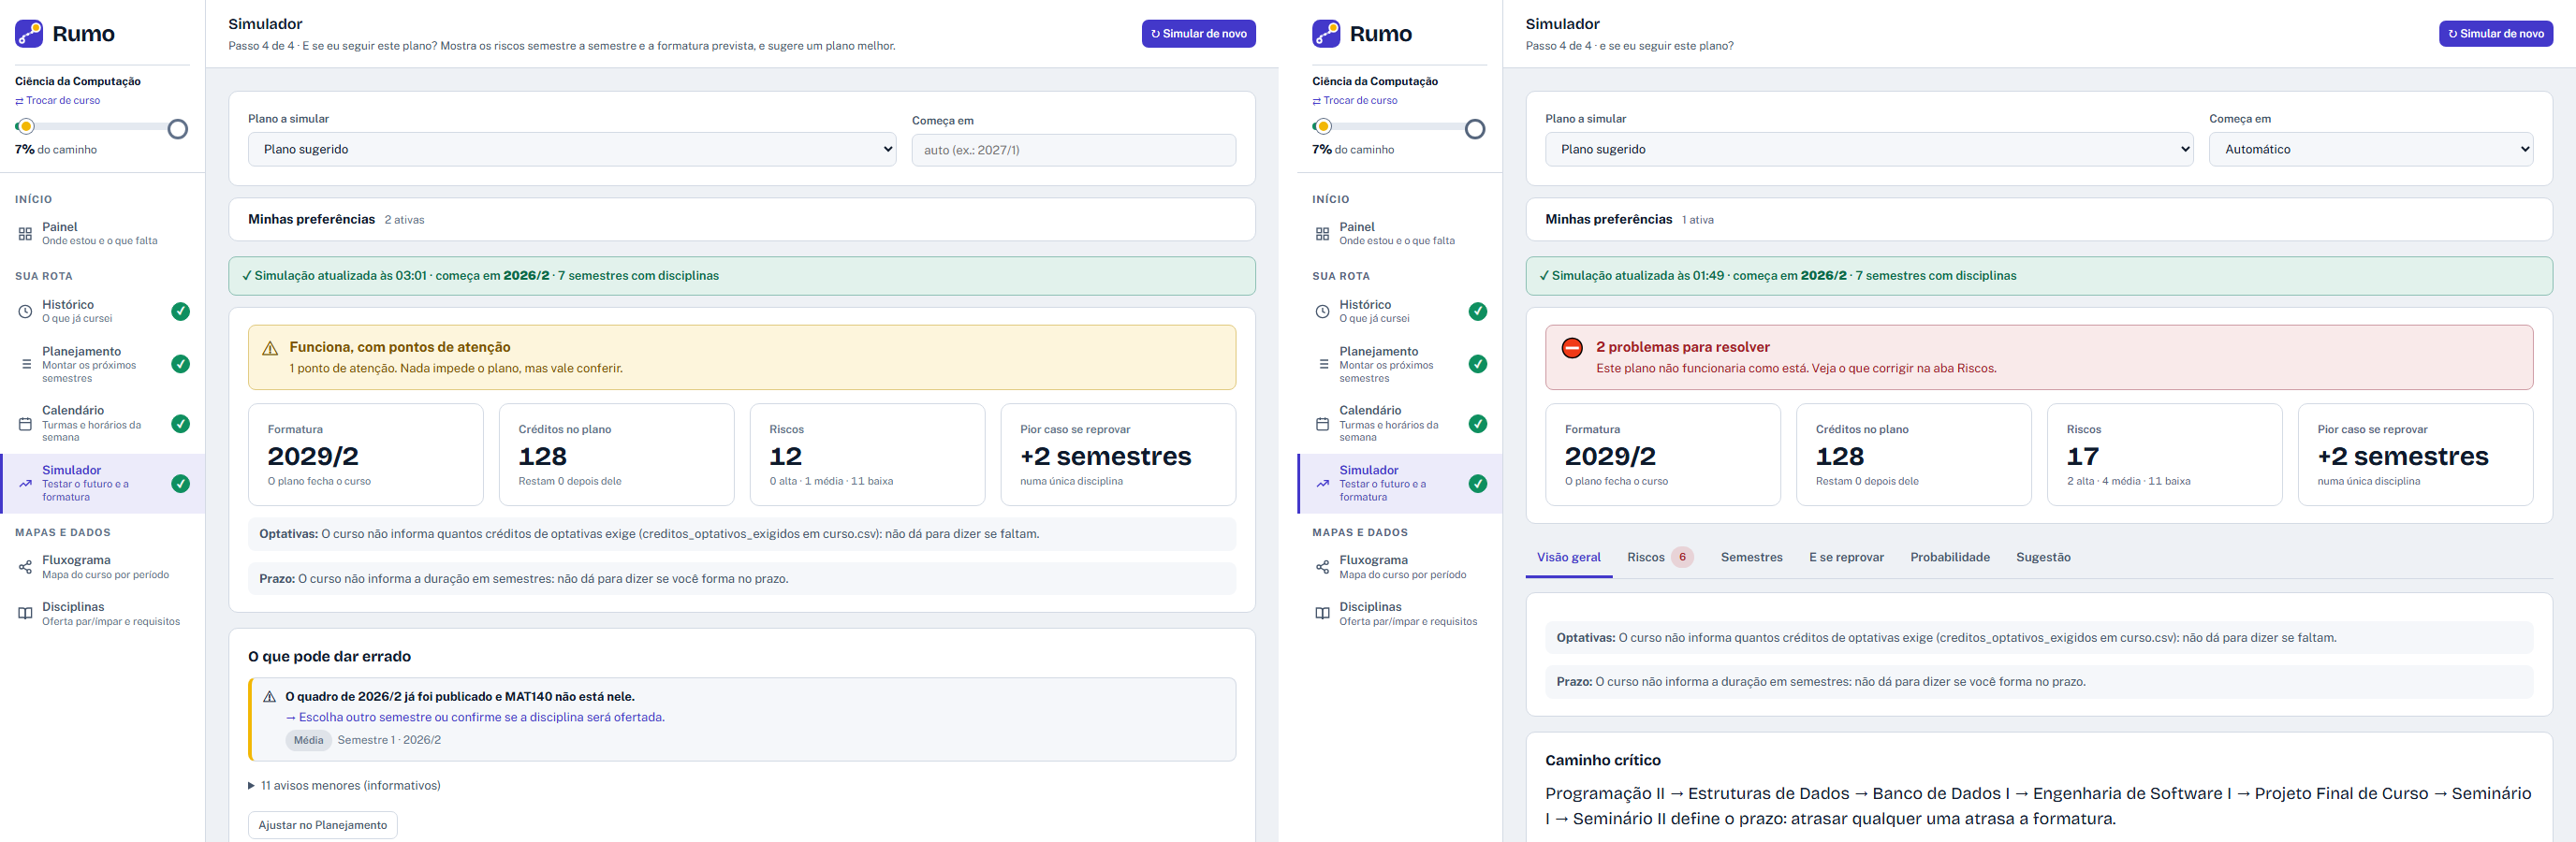 Rumo
Ciência da Computação
⇄ Trocar de curso
7% do caminho
INÍCIO
Painel
Onde estou e o que falta
SUA ROTA
Histórico
O que já cursei
Planejamento
Montar os próximos
semestres
Calendário
Turmas e horários da
semana
Simulador
Testar o futuro e a
formatura
MAPAS E DADOS
Fluxograma
Mapa do curso por período
Disciplinas
Oferta par/ímpar e requisitos
Simulador
Passo 4 de 4 · E se eu seguir este plano? Mostra os riscos semestre a semestre e a formatura prevista, e sugere um plano melhor.
↻ Simular de novo
Plano a simular
Começa em
Plano sugerido
auto (ex.: 2027/1)
Minhas preferências 2 ativas
✓ Simulação atualizada às 03:01 · começa em 2026/2 · 7 semestres com disciplinas
Funciona, com pontos de atenção
1 ponto de atenção. Nada impede o plano, mas vale conferir.
Formatura
2029/2
O plano fecha o curso
Créditos no plano
128
Restam 0 depois dele
Riscos
12
0 alta · 1 média · 11 baixa
Pior caso se reprovar
+2 semestres
numa única disciplina
Optativas: O curso não informa quantos créditos de optativas exige (creditos_optativos_exigidos em curso.csv): não dá para dizer se faltam.
Prazo: O curso não informa a duração em semestres: não dá para dizer se você forma no prazo.
O que pode dar errado
O quadro de 2026/2 já foi publicado e MAT140 não está nele.
→ Escolha outro semestre ou confirme se a disciplina será ofertada.
Média Semestre 1 · 2026/2
▶ 11 avisos menores (informativos)
Ajustar no Planejamento
Rumo
Ciência da Computação
⇄ Trocar de curso
7% do caminho
INÍCIO
Painel
Onde estou e o que falta
SUA ROTA
Histórico
O que já cursei
Planejamento
Montar os próximos
semestres
Calendário
Turmas e horários da
semana
Simulador
Testar o futuro e a
formatura
MAPAS E DADOS
Fluxograma
Mapa do curso por período
Disciplinas
Oferta par/ímpar e requisitos
Simulador
Passo 4 de 4 · e se eu seguir este plano?
↻ Simular de novo
Plano a simular
Começa em
Plano sugerido
Automático
Minhas preferências 1 ativa
✓ Simulação atualizada às 01:49 · começa em 2026/2 · 7 semestres com disciplinas
2 problemas para resolver
Este plano não funcionaria como está. Veja o que corrigir na aba Riscos.
Formatura
2029/2
O plano fecha o curso
Créditos no plano
128
Restam 0 depois dele
Riscos
17
2 alta · 4 média · 11 baixa
Pior caso se reprovar
+2 semestres
numa única disciplina
Visão geral Riscos 6 Semestres E se reprovar Probabilidade Sugestão
Optativas: O curso não informa quantos créditos de optativas exige (creditos_optativos_exigidos em curso.csv): não dá para dizer se faltam.
Prazo: O curso não informa a duração em semestres: não dá para dizer se você forma no prazo.
Caminho crítico
Programação II → Estruturas de Dados → Banco de Dados I → Engenharia de Software I → Projeto Final de Curso → Seminário
I → Seminário II define o prazo: atrasar qualquer uma atrasa a formatura.